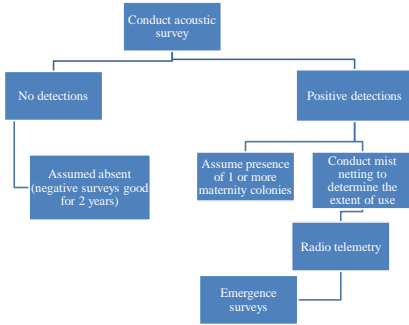 Conduct acoustic
survey
No detections
Positive detections
Assumed absent
(negative surveys good
for 2 years)
Assume presence
of 1 or more
maternity colonies
Conduct mist
netting to
determine the
extent of use
Radio telemetry
Emergence
surveys